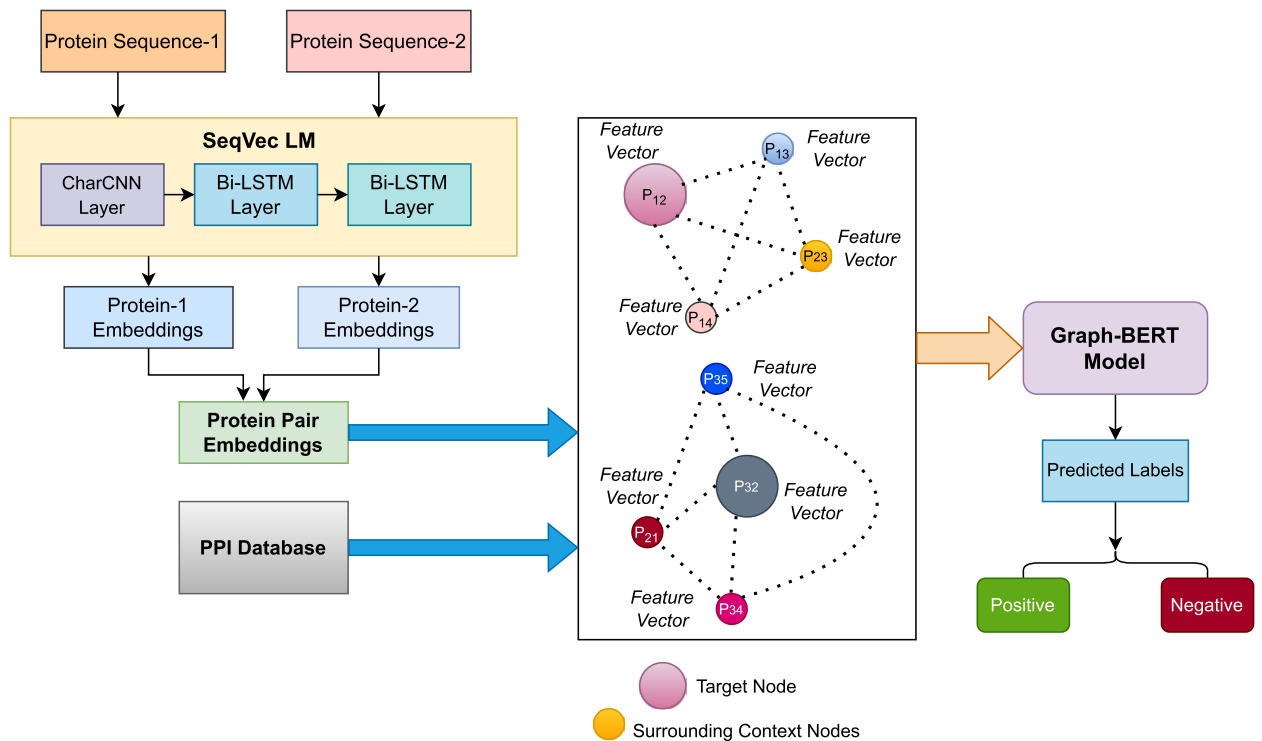 Protein Sequence-1
Protein Sequence-2
SeqVec LM
CharCNN
Layer
Bi-LSTM
Layer
Bi-LSTM
Layer
Protein-1
Embeddings
Protein-2
Embeddings
Protein Pair
Embeddings
PPI Database
Feature
Vector
P12
P13
Feature
Vector
P23
Feature
Vector
Feature
Vector
P14
P35
Feature
Vector
Feature
Vector
P32
Feature
Vector
P21
Feature
Vector
P34
Graph-BERT
Model
Predicted Labels
Positive
Negative
Target Node
Surrounding Context Nodes